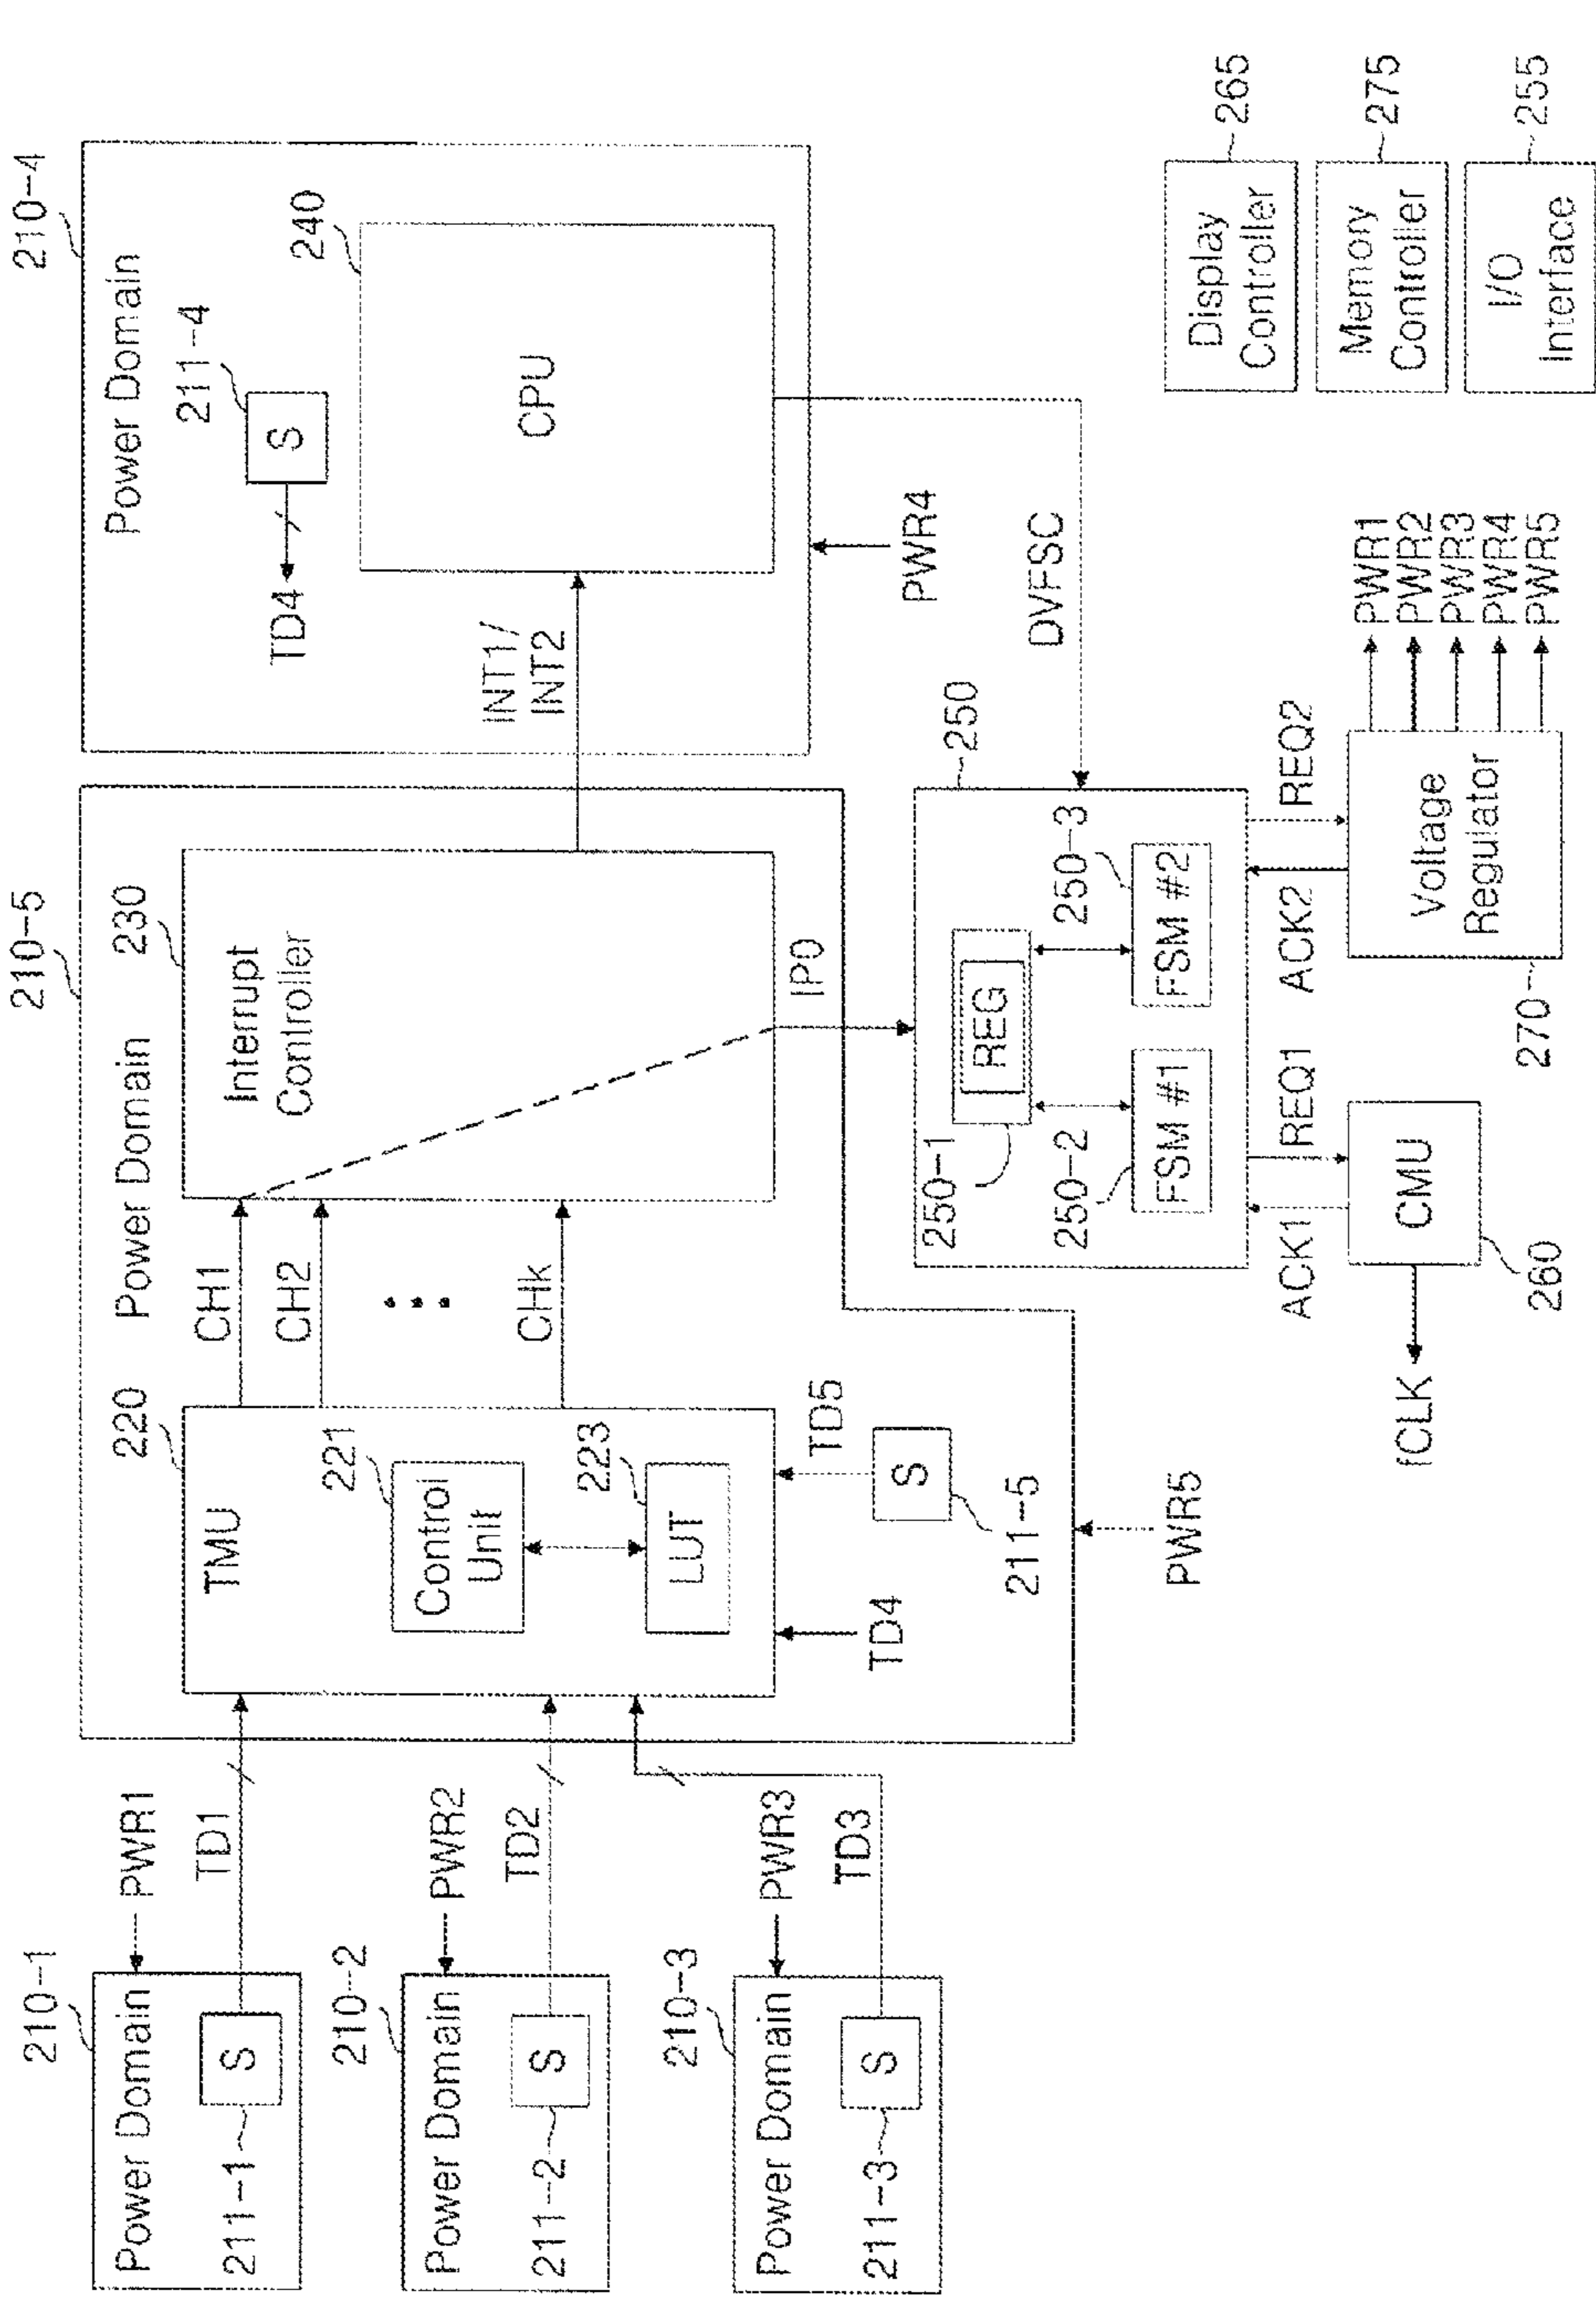 210-1
Power Domain
PWR1
S
211-1
TD1
210-2
Power Domain
PWR2
S
211-2
TD2
210-3
Power Domain
PWR3
S
211-3
TD3
210-5
Power Domain
220
TMU
221
Control
Unit
223
LUT
TD4
TD5
S
211-5
PWR5
CH1
CH2
CHk
230
Interrupt
Controller
IP0
INT1/
INT2
210-4
Power Domain
211-4
S
TD4
240
CPU
PWR4
DVFSC
250
250-1
REG
250-2
250-3
FSM #1
FSM #2
ACK1
REQ1
ACK2
REQ2
fCLK
CMU
260
270
Voltage
Regulator
PWR1
PWR2
PWR3
PWR4
PWR5
Display
Controller
265
Memory
Controller
275
I/O
Interface
255